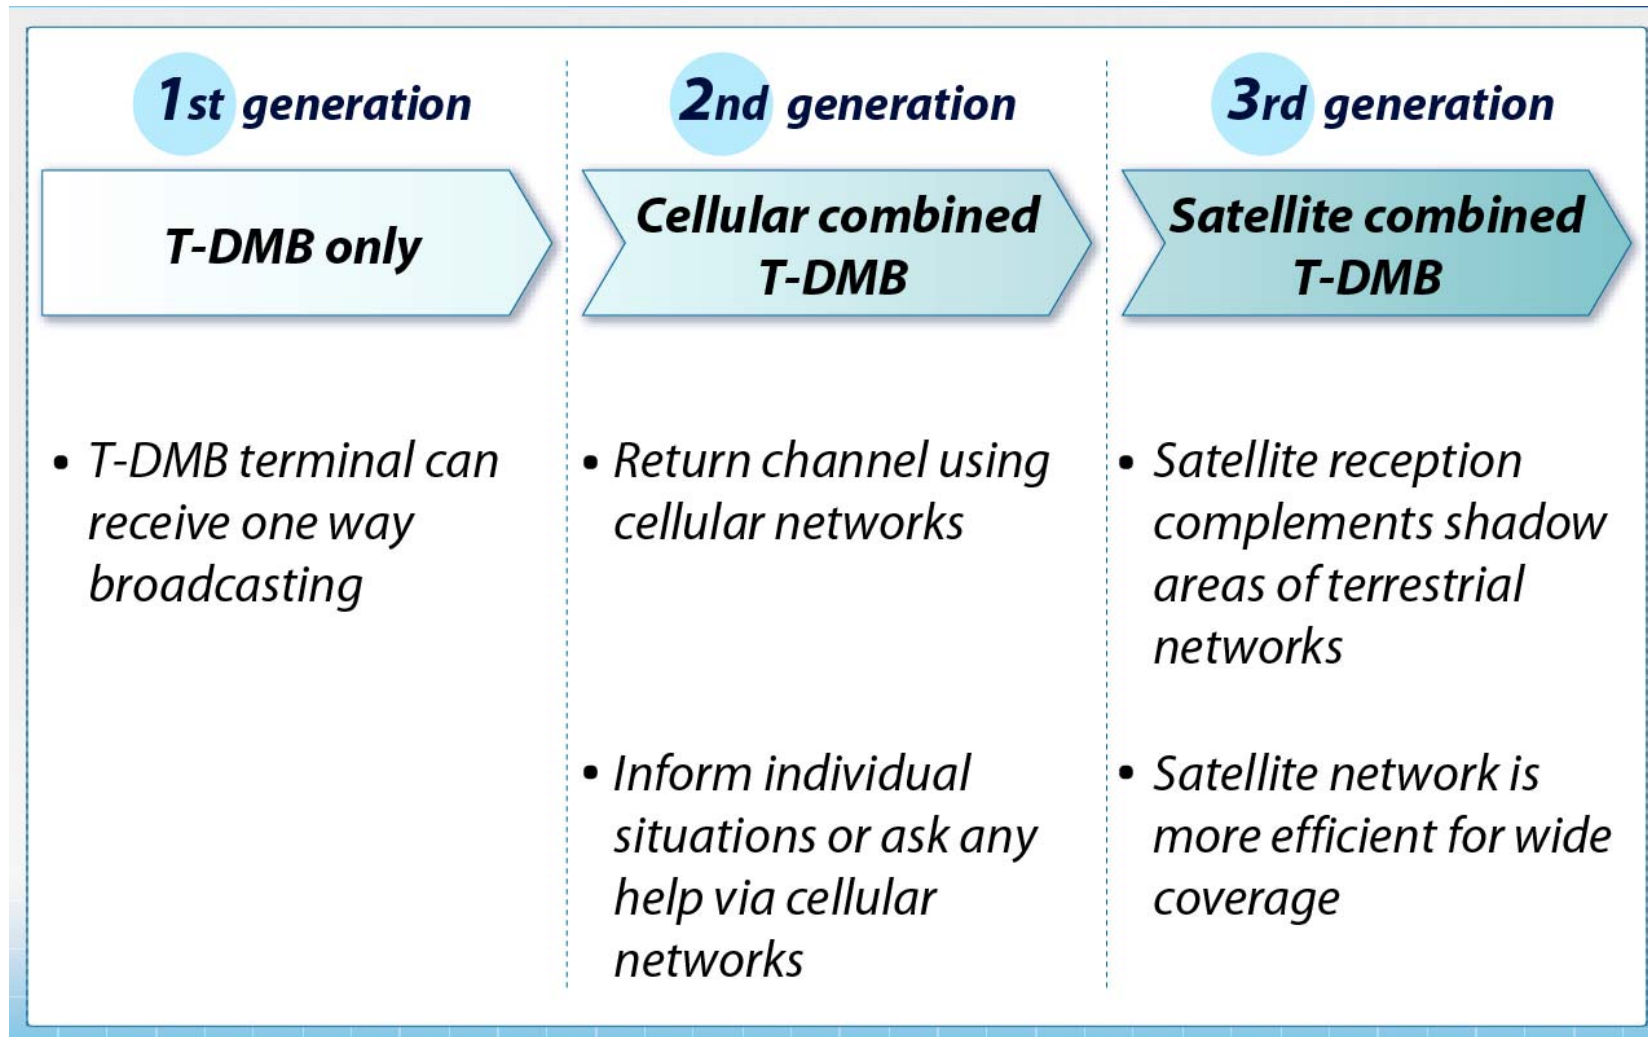 1st generation
T-DMB only
• T-DMB terminal can
receive one way
broadcasting
2nd generation
Cellular combined
T-DMB
• Return channel using
cellular networks
• Inform individual
situations or ask any
help via cellular
networks
3rd generation
Satellite combined
T-DMB
• Satellite reception
complements shadow
areas of terrestrial
networks
• Satellite network is
more efficient for wide
coverage